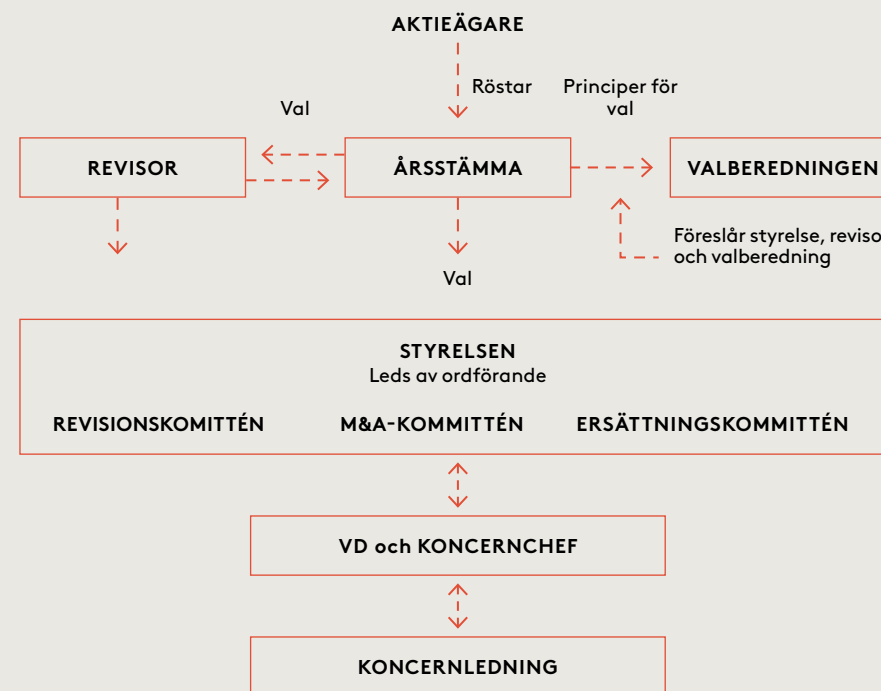 AKTIEÄGARE
Röstar
Principer för
val
Val
REVISOR
ÅRSSTÄMMA
VALBEREDNINGEN
Föreslår styrelse,
och valberedning
Val
STYRELSEN
Leds av ordförande
REVISIONSKOMITTÉN
M&A-KOMMITTÉN
ERSÄTTNINGSKOMMITTÉN
VD och KONCERNCHEF
KONCERNLEDNING